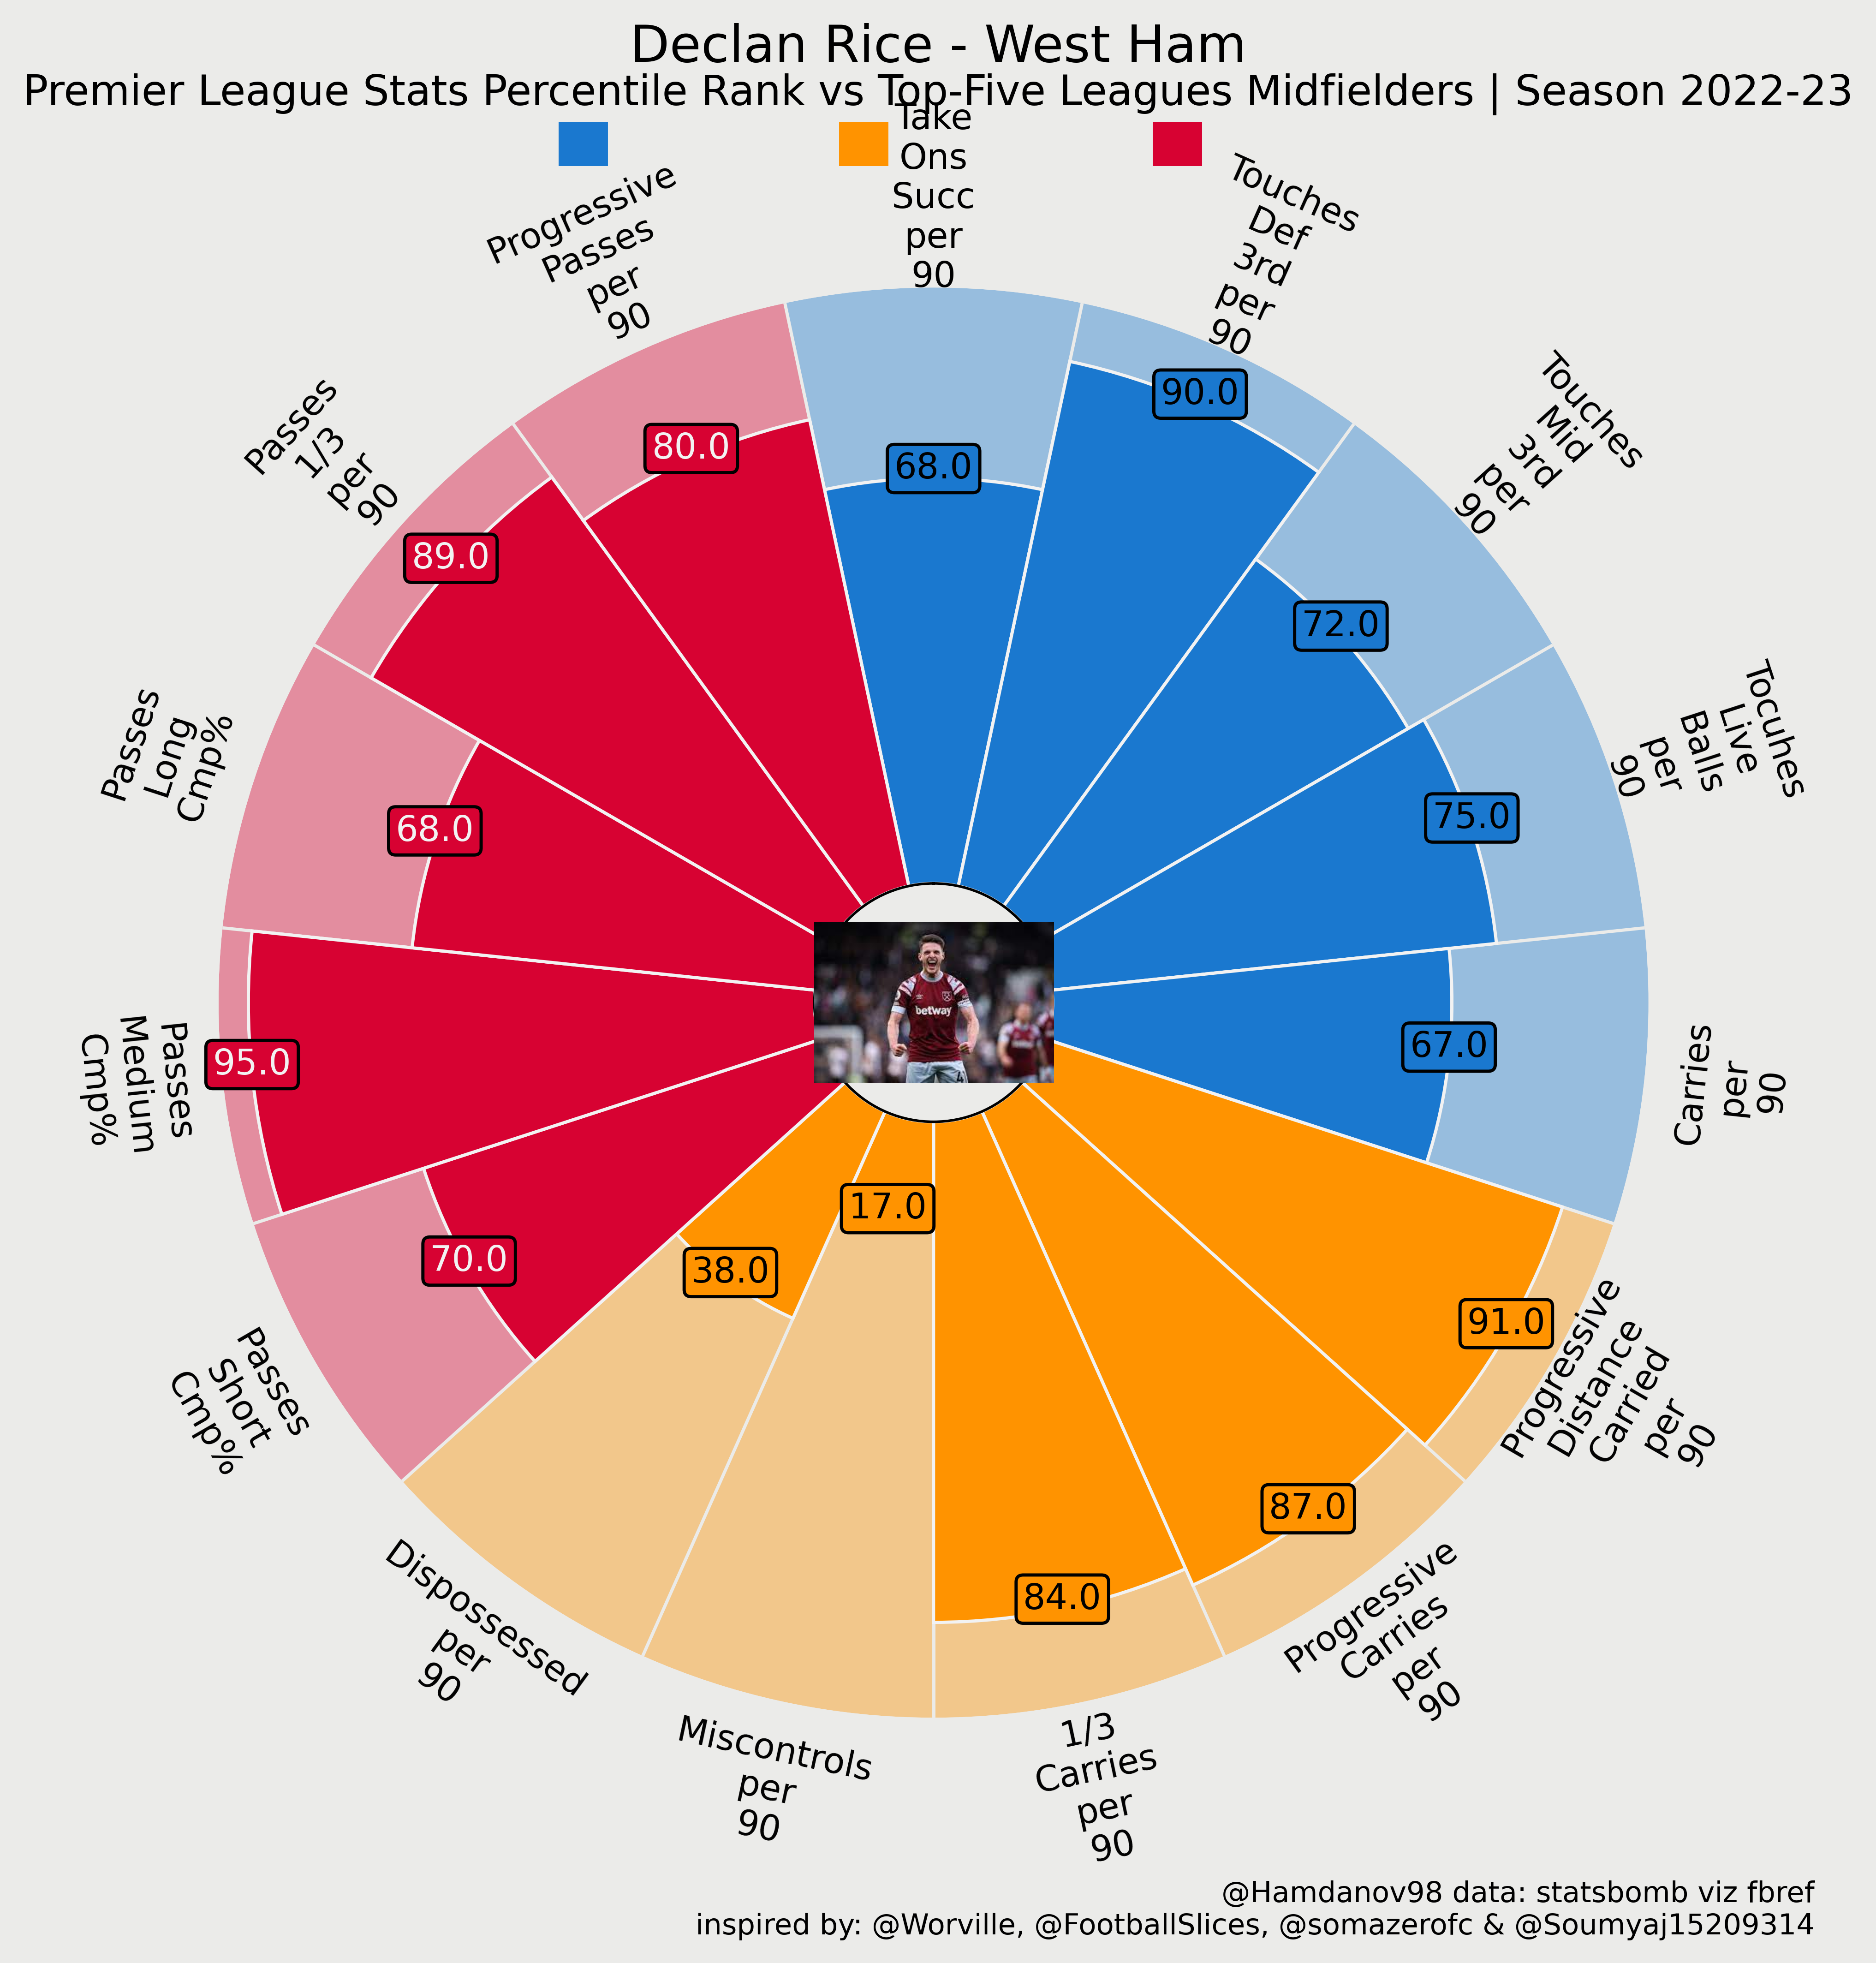 Declan Rice - West Ham
Premier League Stats Percentile Rank vs Top-Five Leagues Midfielders | Season 2022-23
Take
Ons
Succ
per
90
Touches
Def
3rd
per
90
Touches
Mid
3rd
per
90
Tocuhes
Live
Balls
per
90
Carries
per
90
Progressive
Distance
Carried
per
90
Progressive
Carries
per
90
1/3
Carries
per
90
Miscontrols
per
90
Dispossessed
per
90
Passes
Short
Cmp%
Passes
Medium
Cmp%
Passes
Long
Cmp%
Passes
1/3
per
90
Progressive
Passes
per
90
68.0
90.0
72.0
75.0
67.0
91.0
87.0
84.0
17.0
38.0
70.0
95.0
68.0
89.0
80.0
betway
@Hamdanov98 data: statsbomb viz fbref
inspired by: @Worville, @FootballSlices, @somazerofc & @Soumyaj15209314